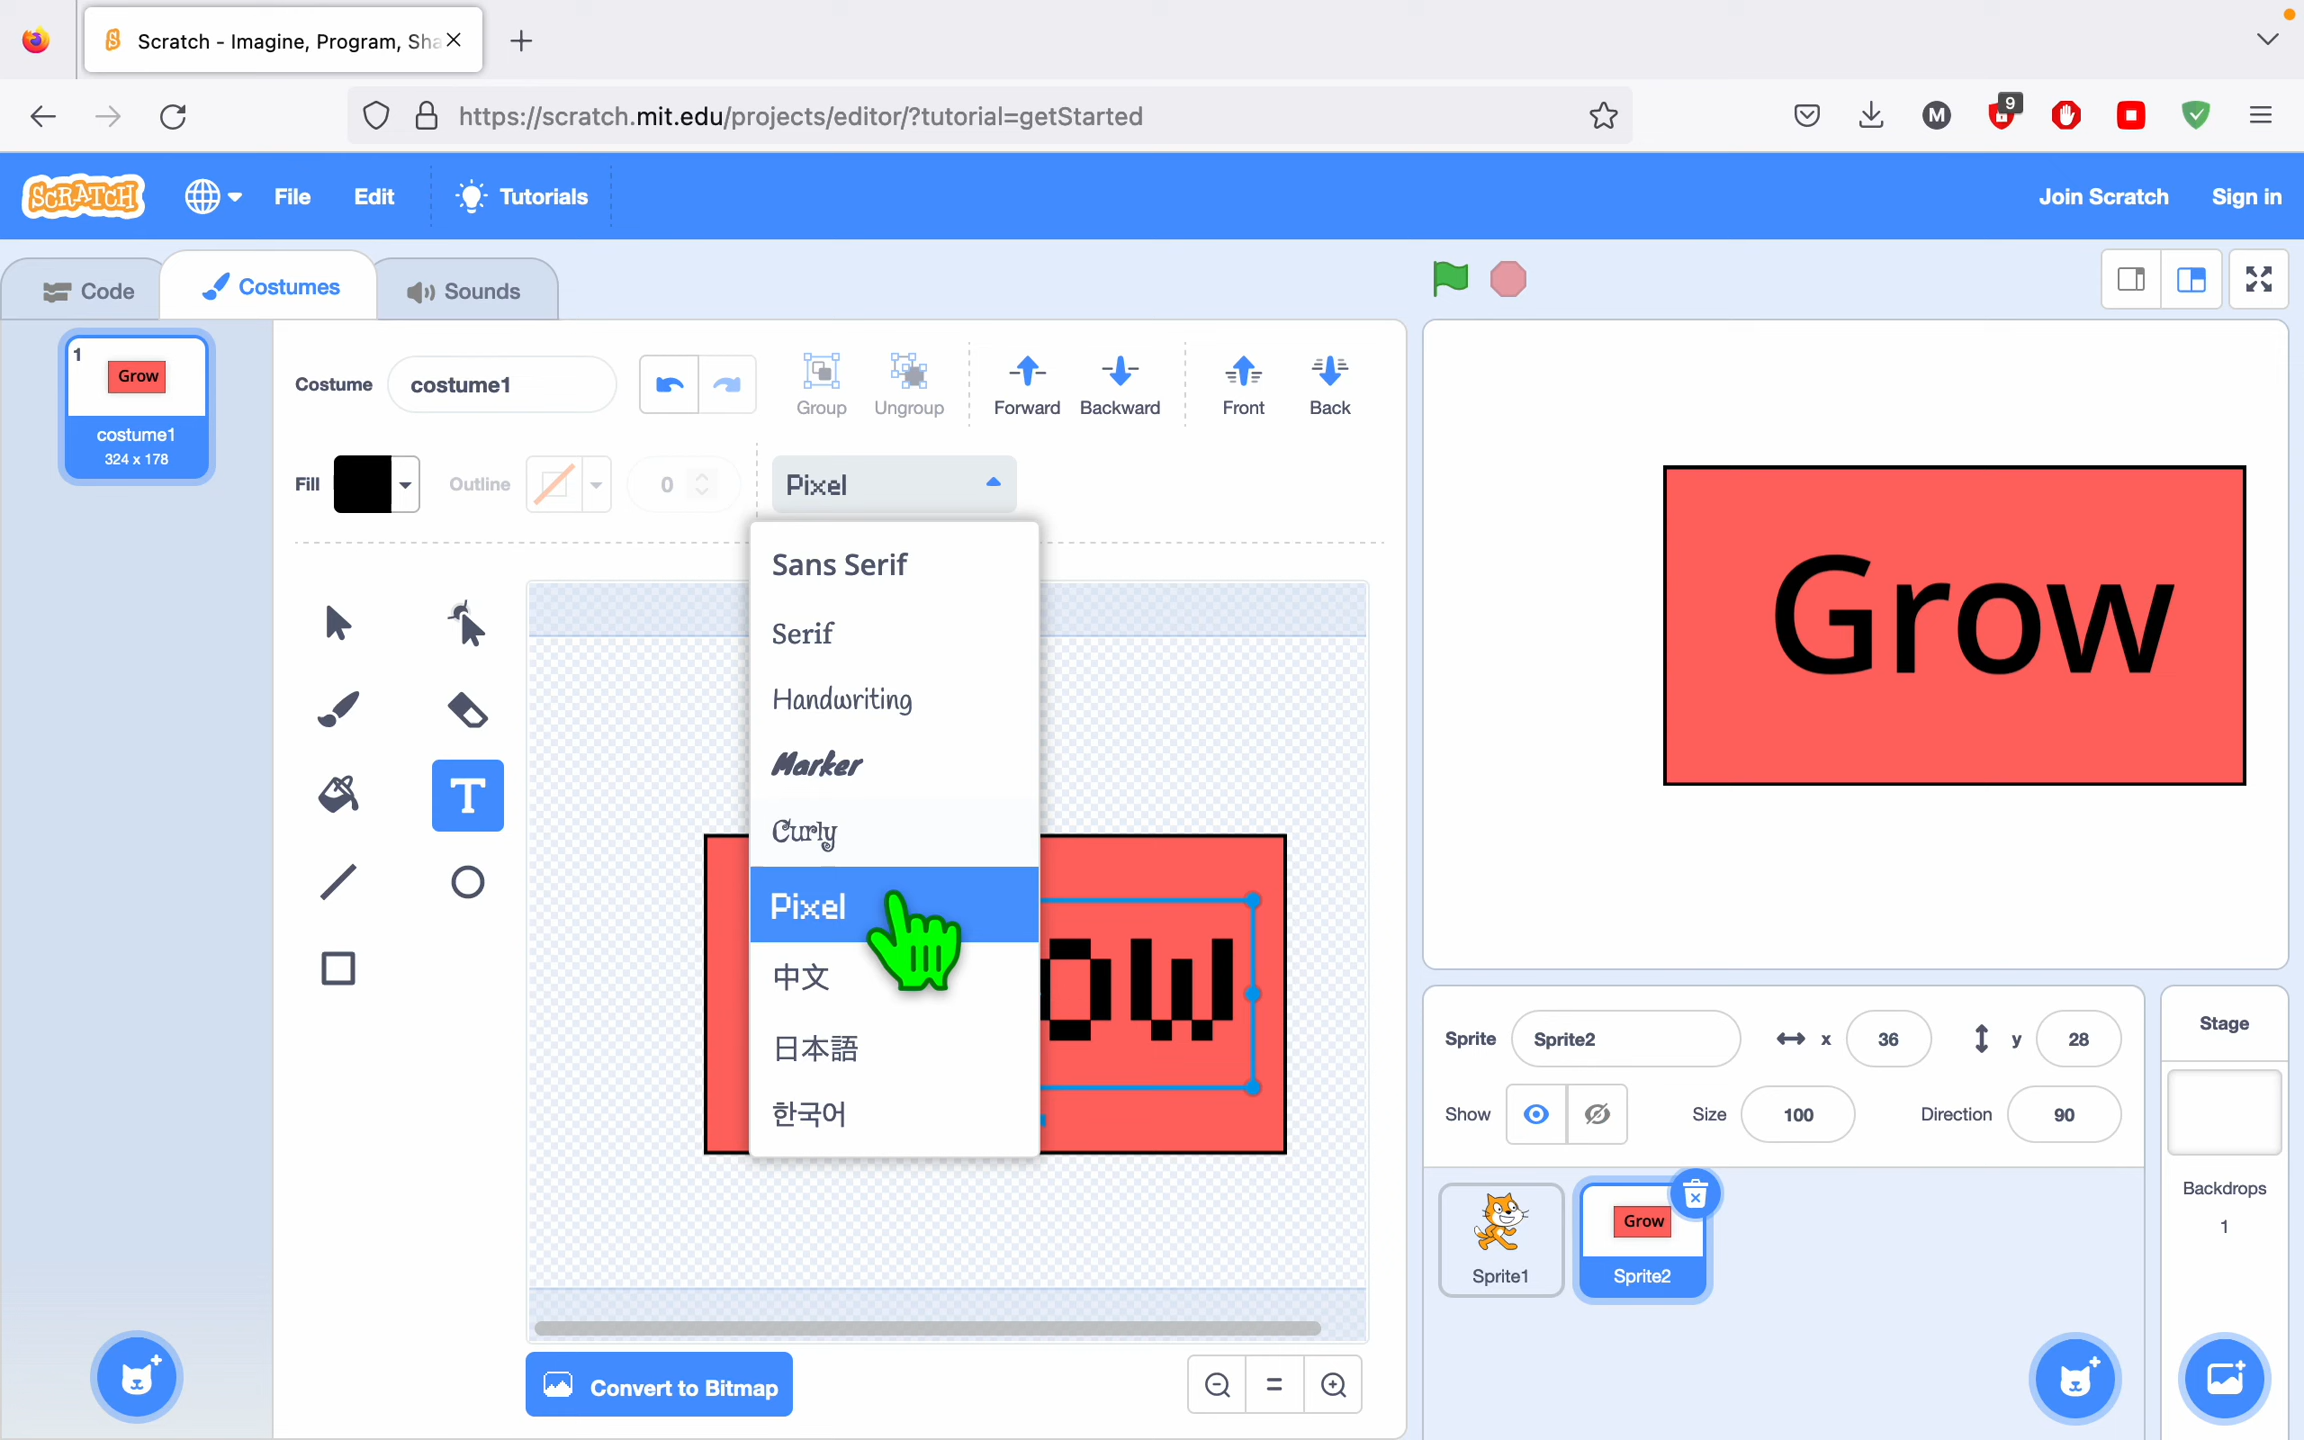 Scratch - Imagine, Program, Sha
https://scratch.mit.edu/projects/editor/?tutorial=getStarted
M
9
SCRATCH
File
Edit
Tutorials
Join Scratch
Sign in
Code
Costumes
Sounds
1
Grow
costume1
324 x 178
Costume
costume1
Group
Ungroup
Forward
Backward
Front
Back
Fill
Outline
0
Pixel
Sans Serif
Serif
Handwriting
Marker
Curly
Pixel
中文
日本語
한국어
T
ow
Convert to Bitmap
=
Grow
Sprite
Sprite2
x
36
y
28
Show
Size
100
Direction
90
Sprite1
Grow
Sprite2
Stage
Backdrops
1